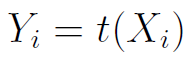 Y_i = t(X_i)